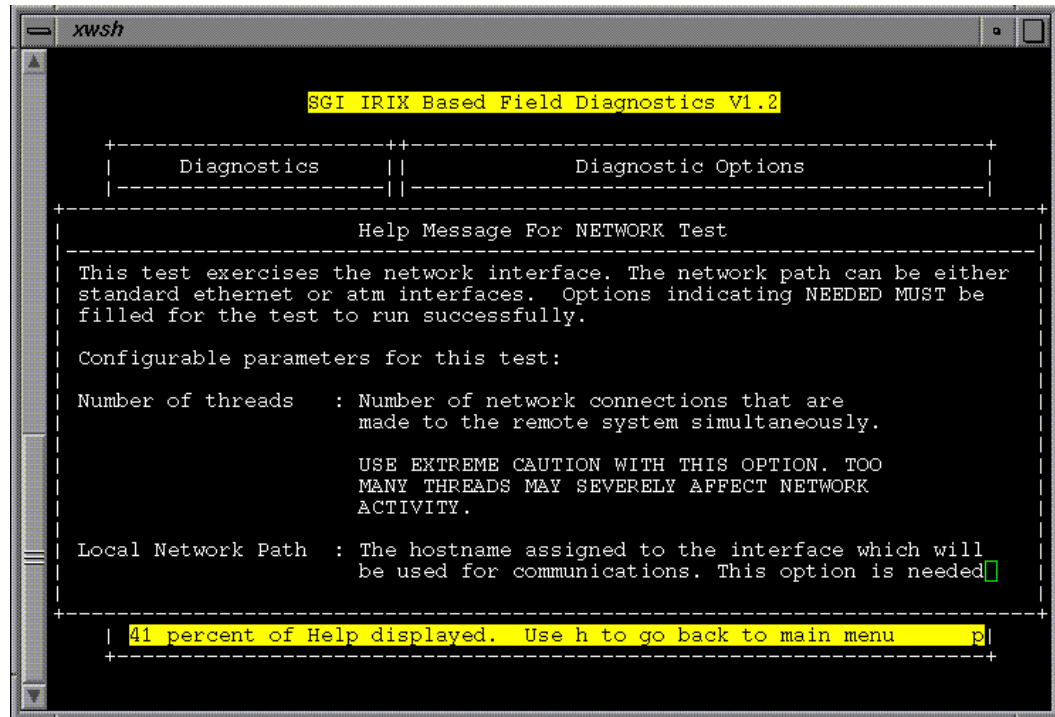 xwsh
SGI IRIX Based Field Diagnostics V1.2
Diagnostics || Diagnostic Options
Help Message For NETWORK Test
This test exercises the network interface. The network path can be either
standard ethernet or atm interfaces.  Options indicating NEEDED MUST be
filled for the test to run successfully.
Configurable parameters for this test:
Number of threads   : Number of network connections that are
made to the remote system simultaneously.
USE EXTREME CAUTION WITH THIS OPTION. TOO
MANY THREADS MAY SEVERELY AFFECT NETWORK
ACTIVITY.
Local Network Path  : The hostname assigned to the interface which will
be used for communications. This option is needed
41 percent of Help displayed.  Use h to go back to main menu      p